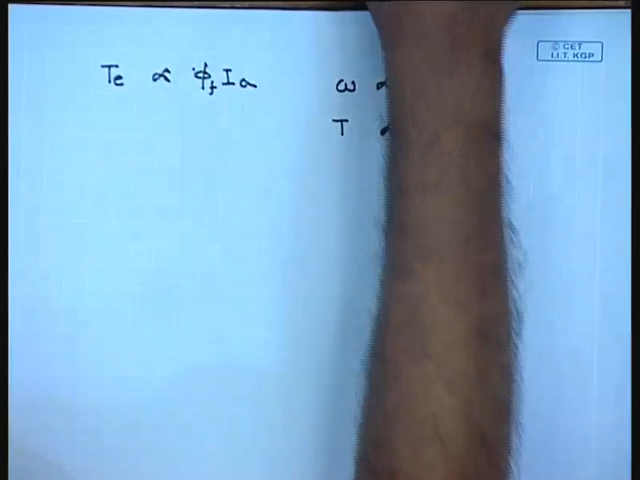 Te ∝ ϕf Ia
ω ∝
T ∝
© CET
I.I.T. KGP